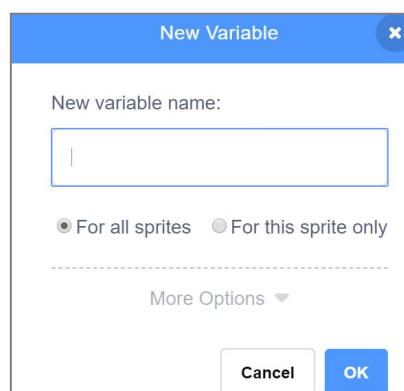 New Variable
New variable name:
For all sprites For this sprite only
More Options
Cancel OK